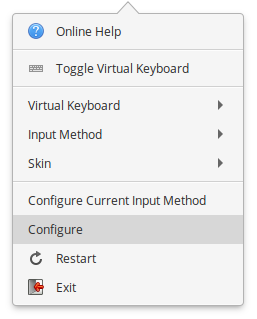 Online Help
Toggle Virtual Keyboard
Virtual Keyboard
Input Method
Skin
Configure Current Input Method
Configure
Restart
Exit